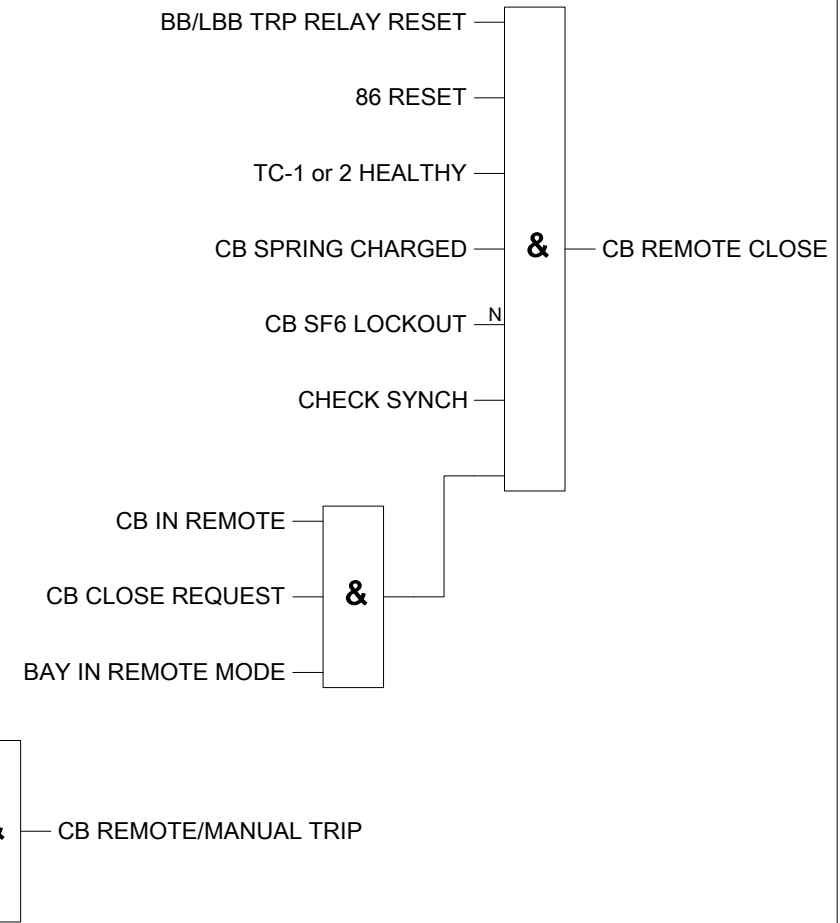 BB/LBB TRP RELAY RESET
86 RESET
TC-1 or 2 HEALTHY
CB SPRING CHARGED
& CB REMOTE CLOSE
CB SF6 LOCKOUT N
CHECK SYNCH
CB IN REMOTE
CB CLOSE REQUEST
&
BAY IN REMOTE MODE
CB REMOTE/MANUAL TRIP